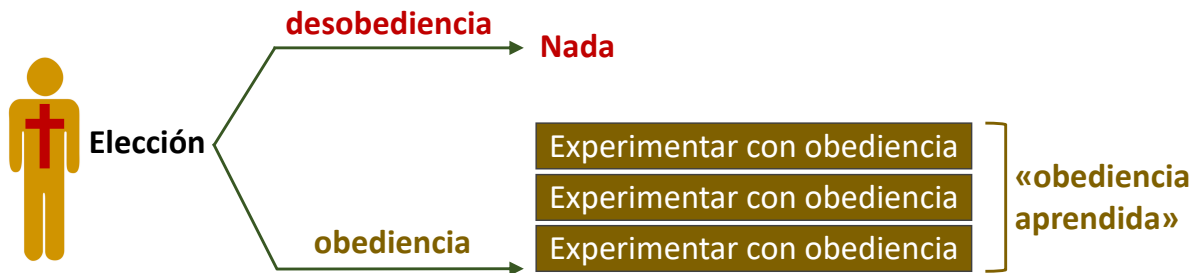 desobediencia
Nada
Elección
Experimentar con obediencia
Experimentar con obediencia
Experimentar con obediencia
«obediencia
aprendida»
obediencia